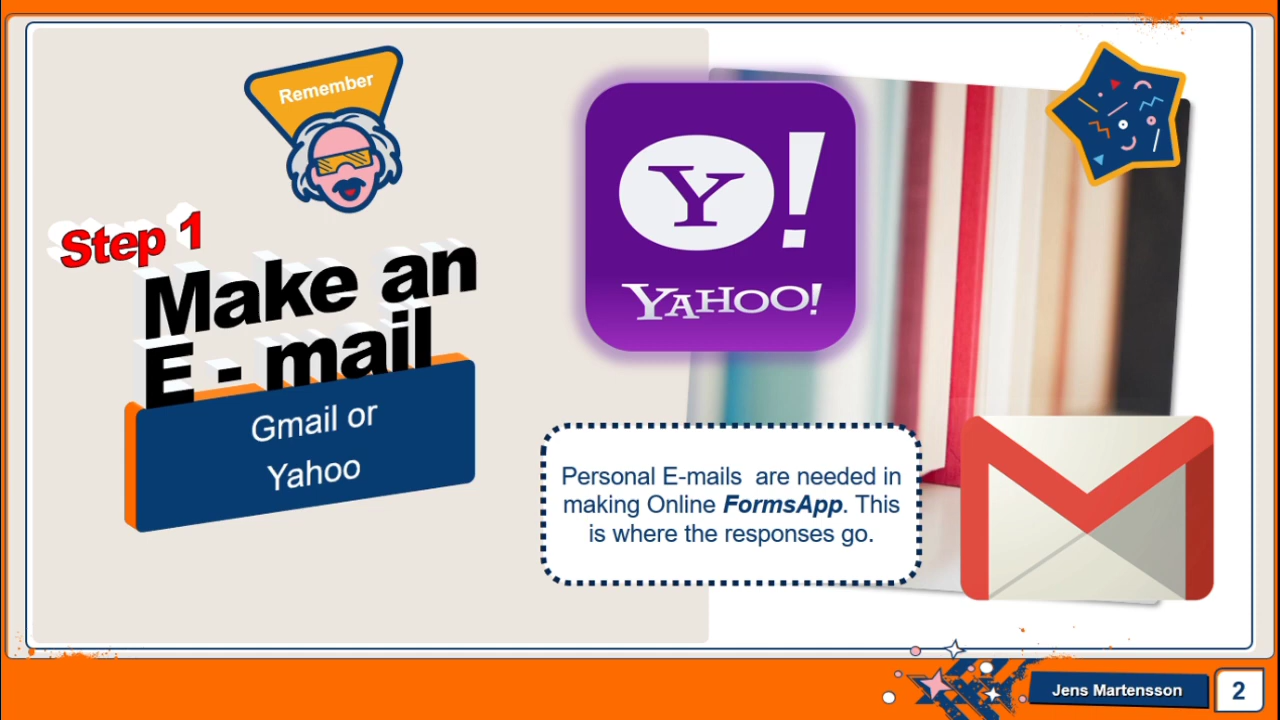 Remember
Step 1
Make an
E - mail
Gmail or
Yahoo
Y!
YAHOO!
Personal E-mails are needed in
making Online FormsApp. This
is where the responses go.
Jens Martensson
2